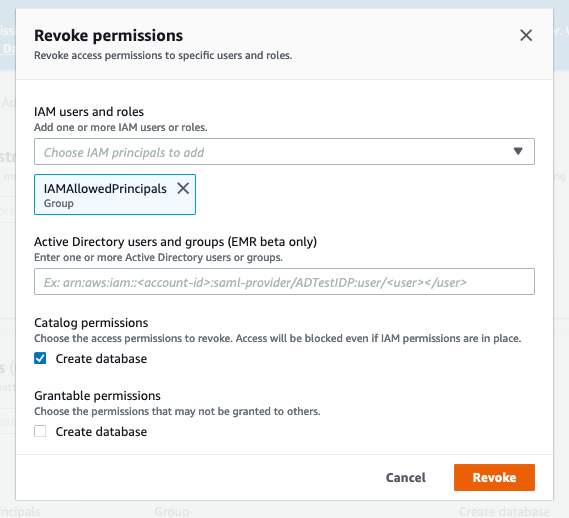 Revoke permissions
Revoke access permissions to specific users and roles.
IAM users and roles
Add one or more IAM users or roles.
Choose IAM principals to add
IAMAllowedPrincipals
Group
Active Directory users and groups (EMR beta only)
Enter one or more Active Directory users or groups.
Ex: arn:aws:iam::<account-id>:saml-provider/ADTestIDP:user/<user></user>
Catalog permissions
Choose the access permissions to revoke. Access will be blocked even if IAM permissions are in place.
Create database
Grantable permissions
Choose the permissions that may not be granted to others.
Create database
Cancel
Revoke
ncipals
Group
Create database